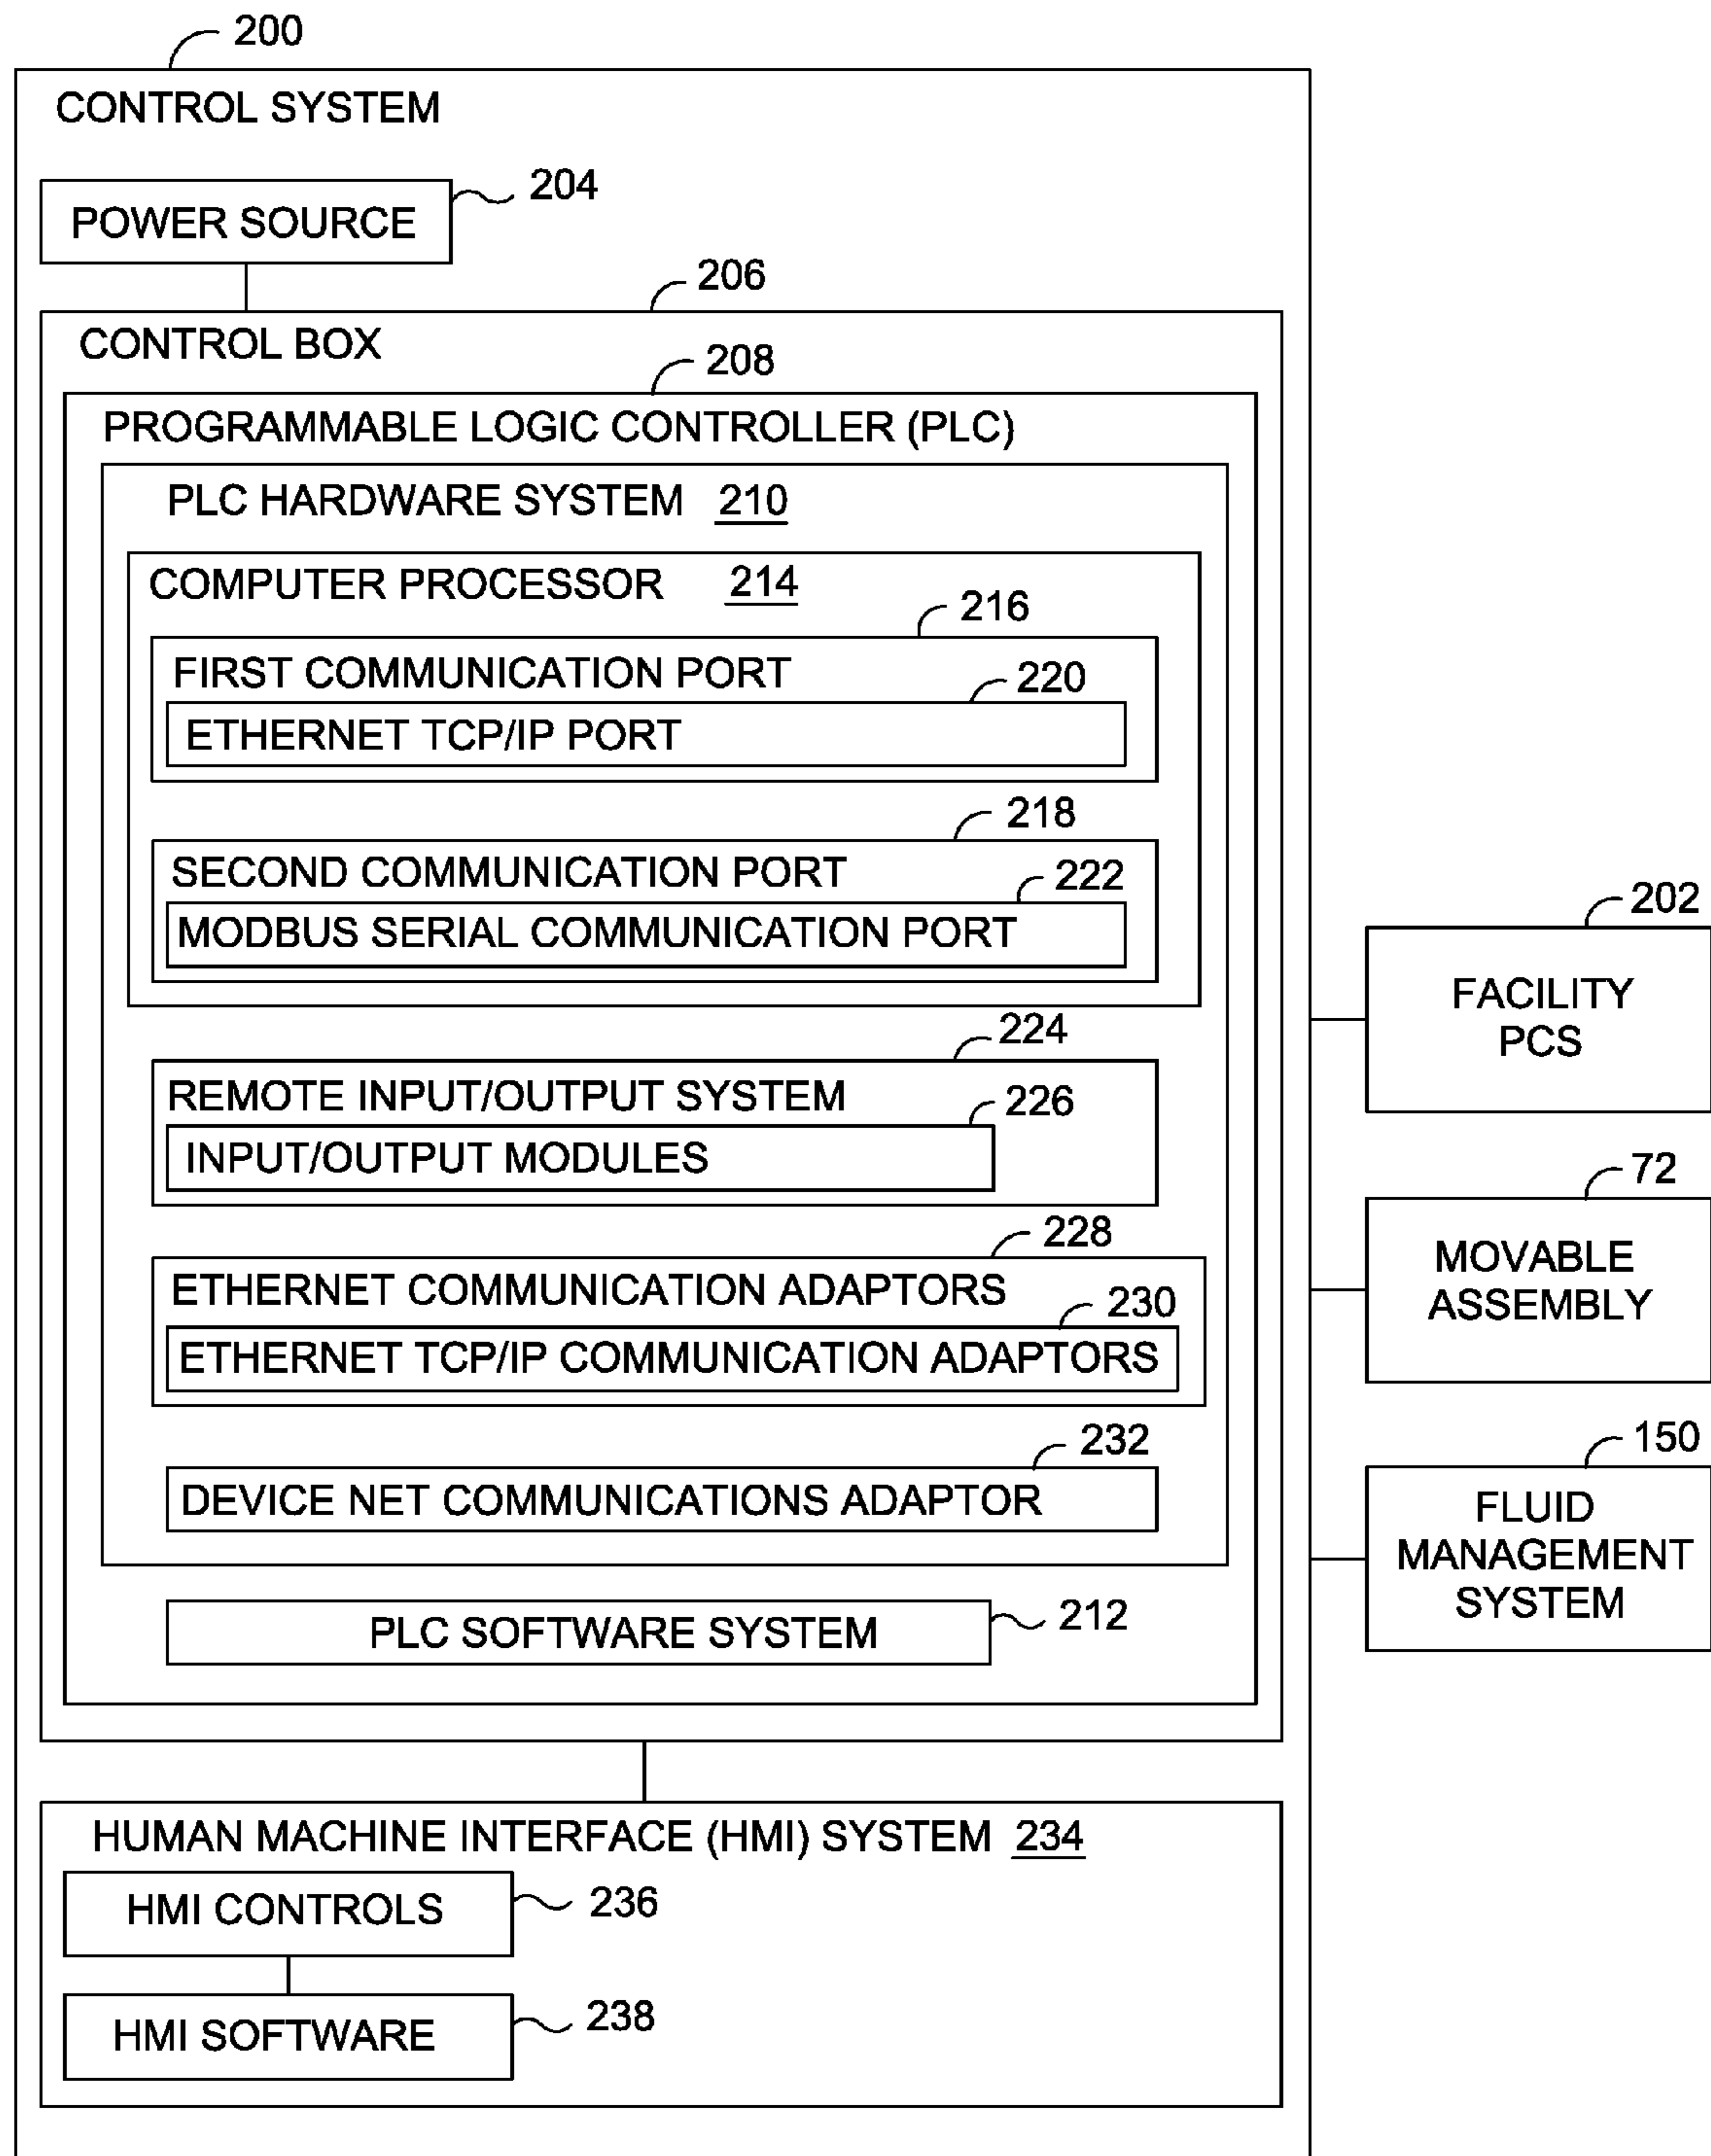 200
CONTROL SYSTEM
204
POWER SOURCE
206
CONTROL BOX
208
PROGRAMMABLE LOGIC CONTROLLER (PLC)
PLC HARDWARE SYSTEM 210
COMPUTER PROCESSOR 214
216
FIRST COMMUNICATION PORT
220
ETHERNET TCP/IP PORT
218
SECOND COMMUNICATION PORT
222
MODBUS SERIAL COMMUNICATION PORT
224
REMOTE INPUT/OUTPUT SYSTEM
226
INPUT/OUTPUT MODULES
228
ETHERNET COMMUNICATION ADAPTORS
230
ETHERNET TCP/IP COMMUNICATION ADAPTORS
232
DEVICE NET COMMUNICATIONS ADAPTOR
PLC SOFTWARE SYSTEM
212
HUMAN MACHINE INTERFACE (HMI) SYSTEM 234
HMI CONTROLS
236
HMI SOFTWARE
238
202
FACILITY
PCS
72
MOVABLE
ASSEMBLY
150
FLUID
MANAGEMENT
SYSTEM